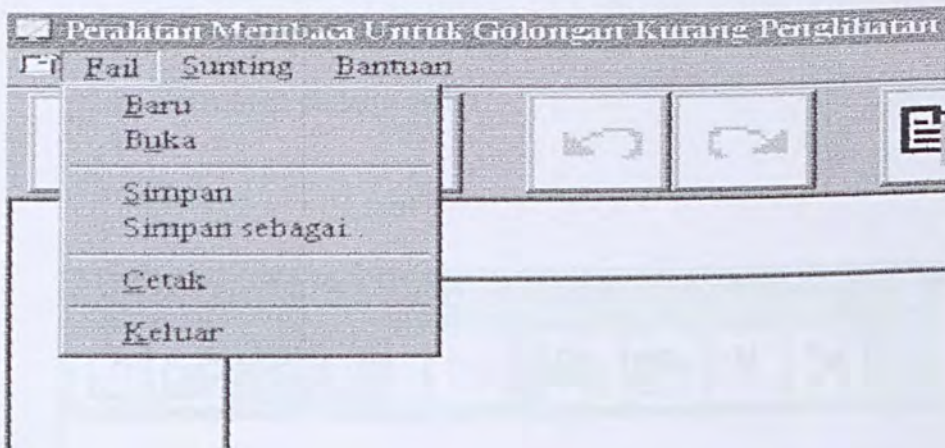 Peralatan Membaca Untuk Golongan Kurang Penglihatan
Fail Sunting Bantuan
Baru
Buka
Simpan
Simpan sebagai..
Cetak
Keluar